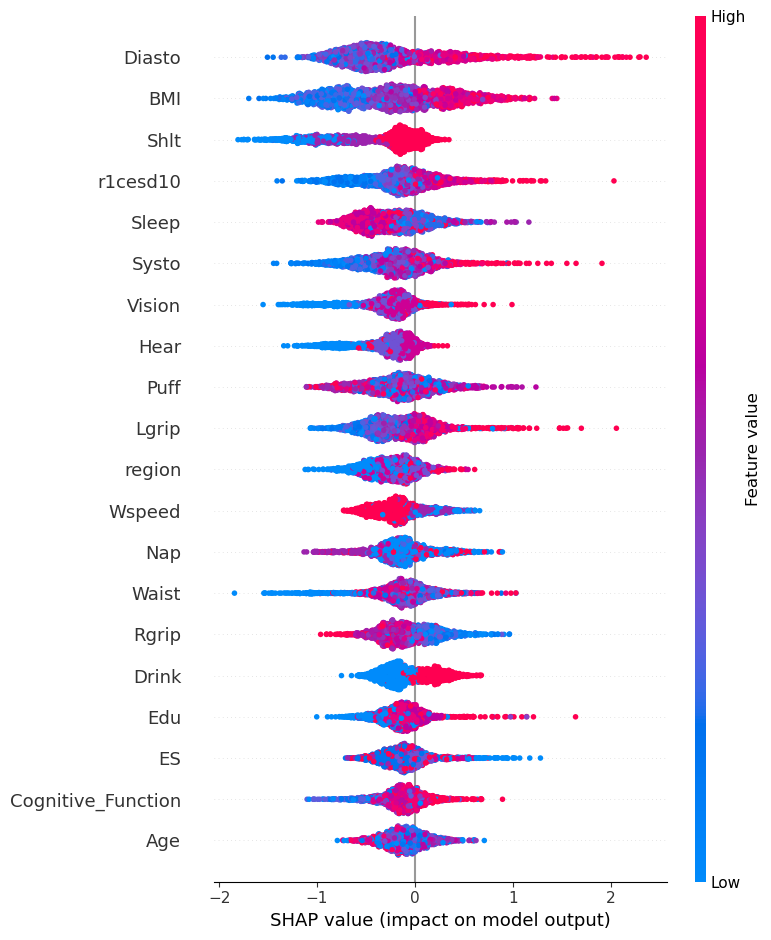 High
Diasto
BMI
Shlt
r1cesd10
Sleep
Systo
Vision
Hear
Puff
Lgrip
region
Wspeed
Nap
Waist
Rgrip
Drink
Edu
ES
Cognitive_Function
Age
Feature value
Low
−2 −1 0 1 2
SHAP value (impact on model output)